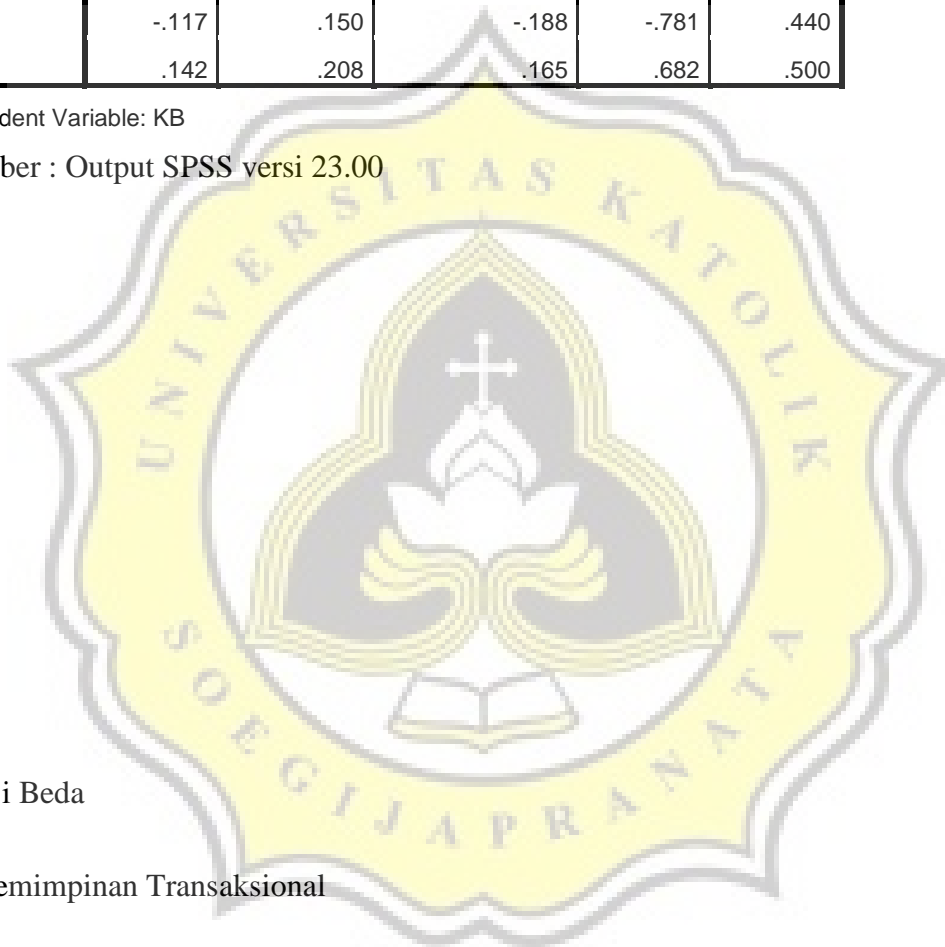 -.117 .150 -.188 -.781 .440
.142 .208 .165 .682 .500
dent Variable: KB
ber : Output SPSS versi 23.00
UNIVERSITAS KATOLIK
SOEGIJAPRANATA
i Beda
emimpinan Transaksional